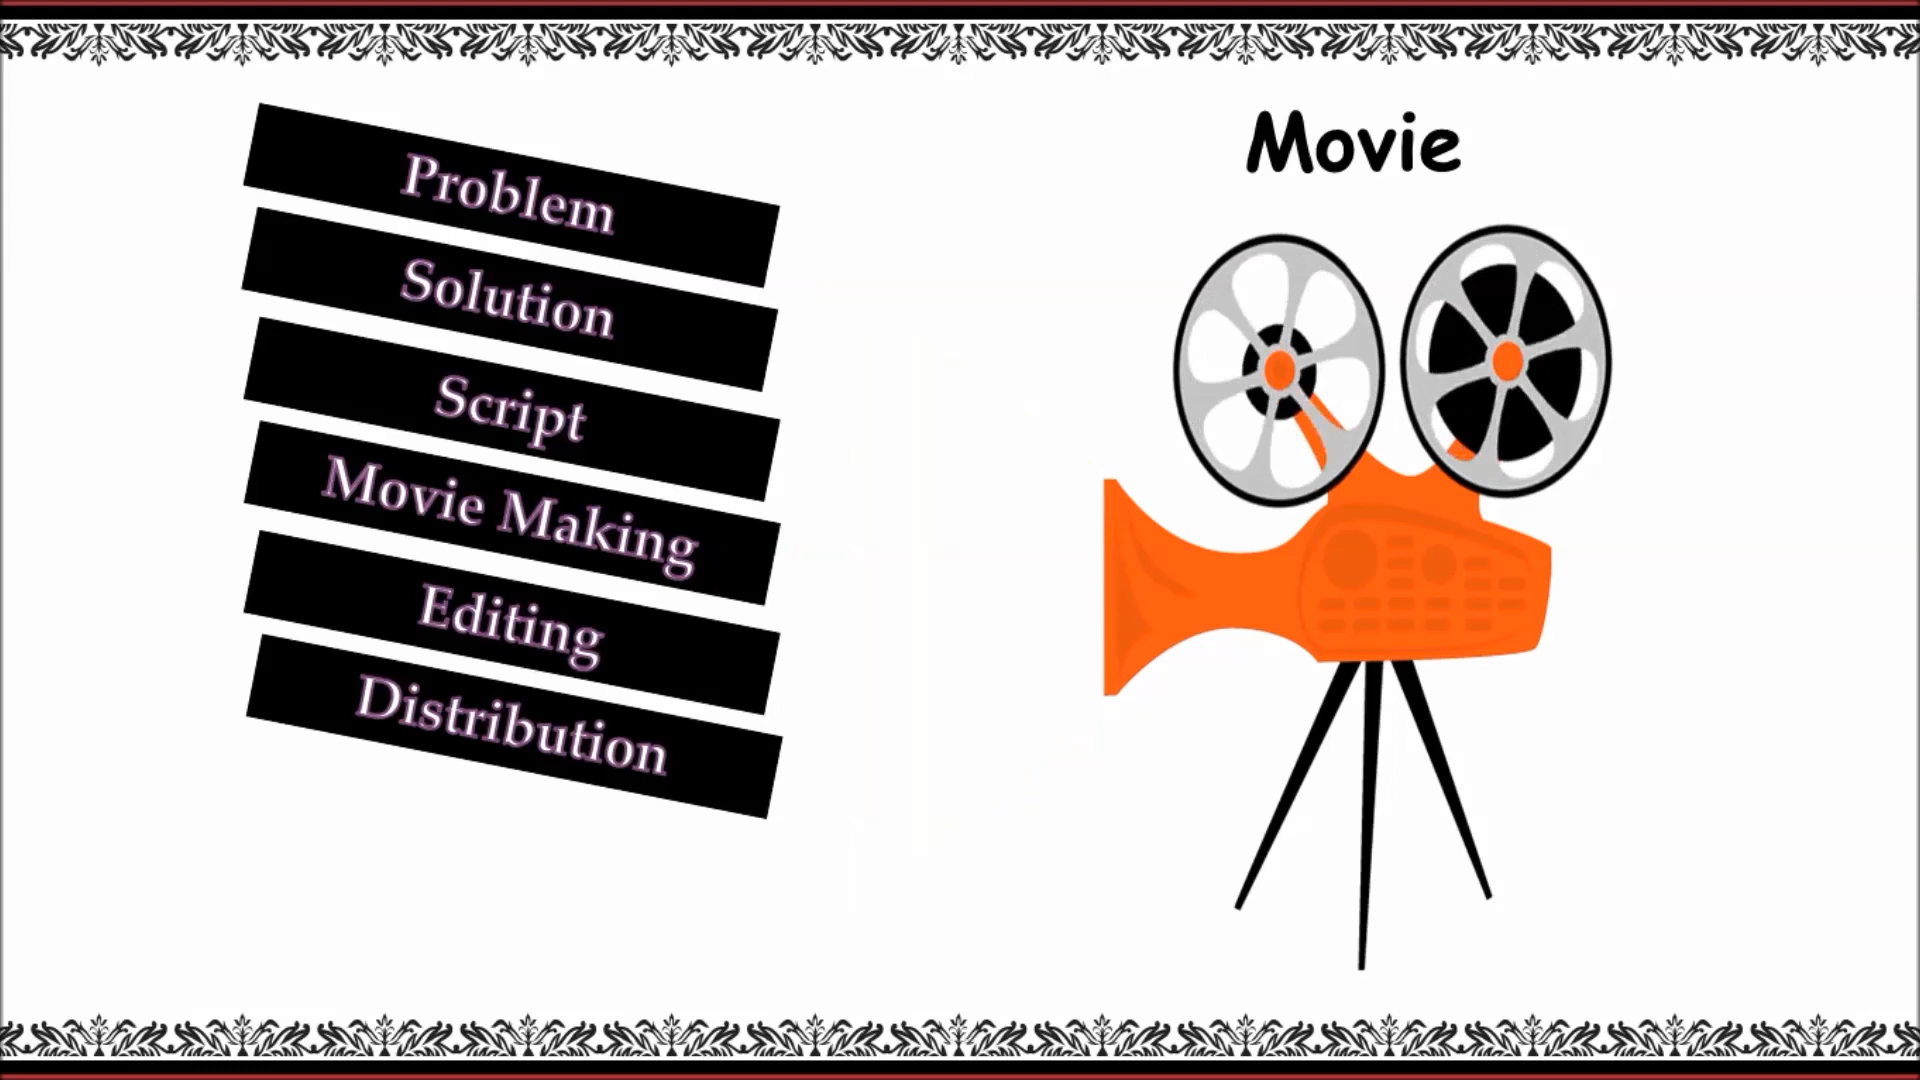 Problem
Solution
Script
Movie Making
Editing
Distribution
Movie